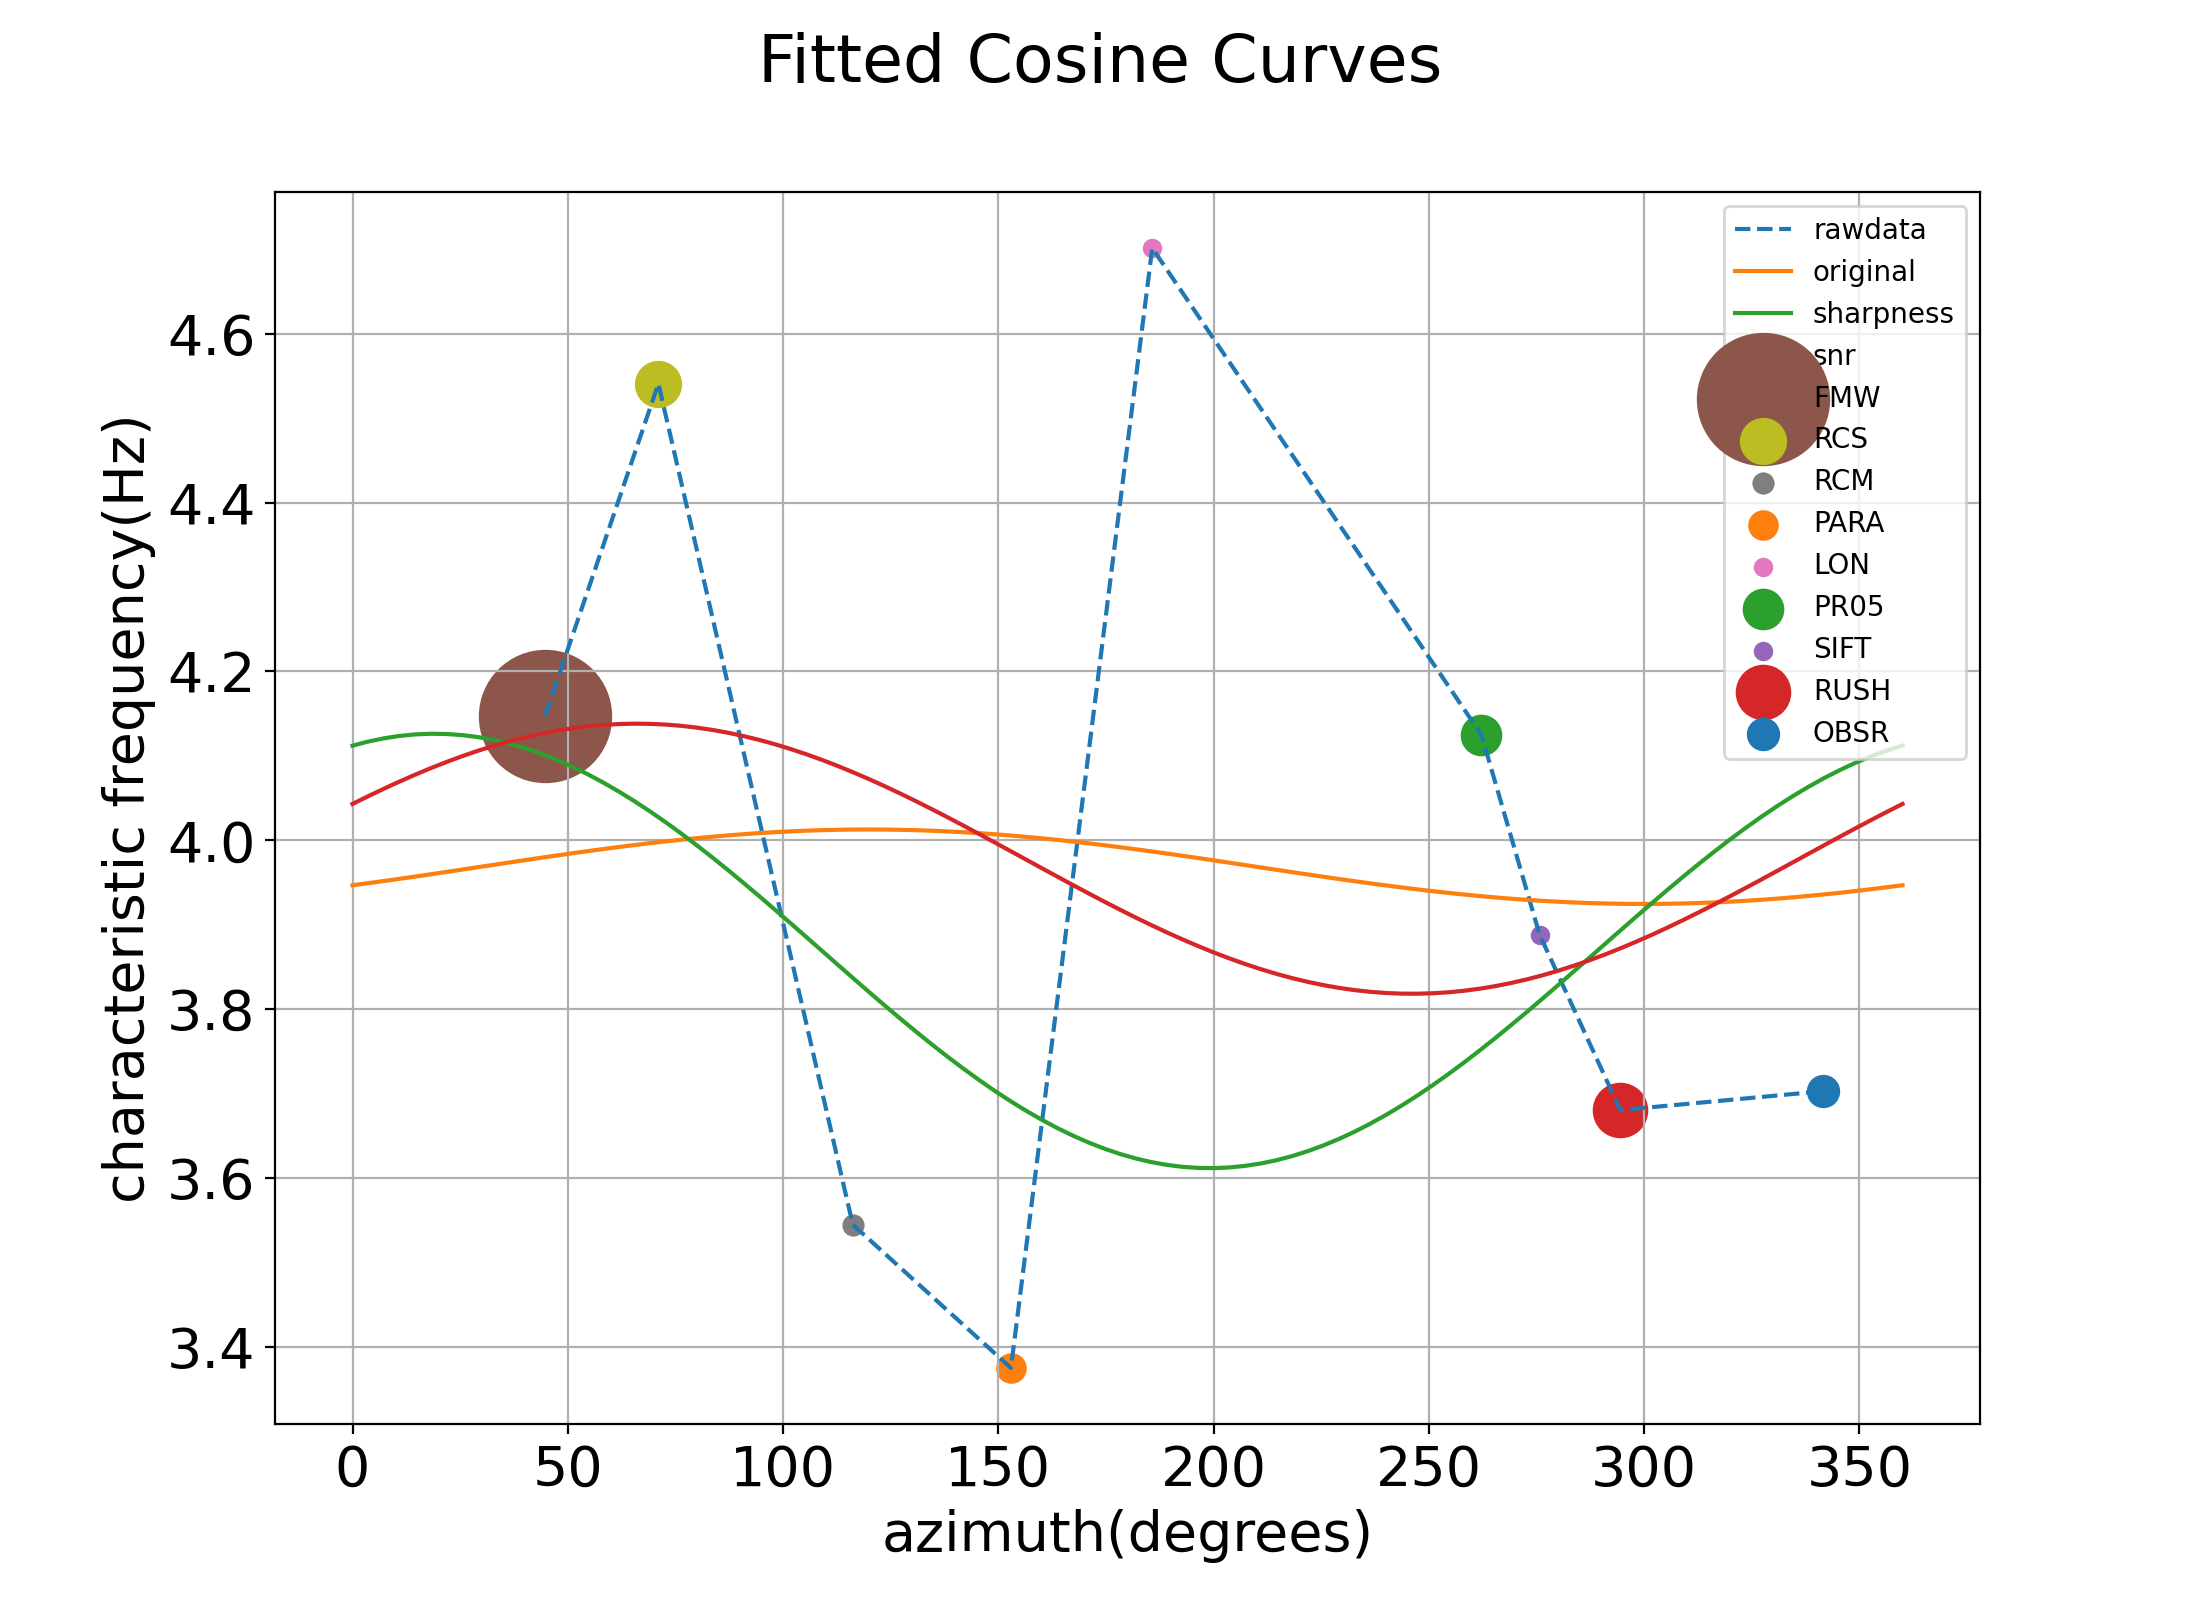 Fitted Cosine Curves
characteristic frequency(Hz)
4.6
4.4
4.2
4.0
3.8
3.6
3.4
rawdata
original
sharpness
snr
FMW
RCS
RCM
PARA
LON
PR05
SIFT
RUSH
OBSR
0 50 100 150 200 250 300 350
azimuth(degrees)